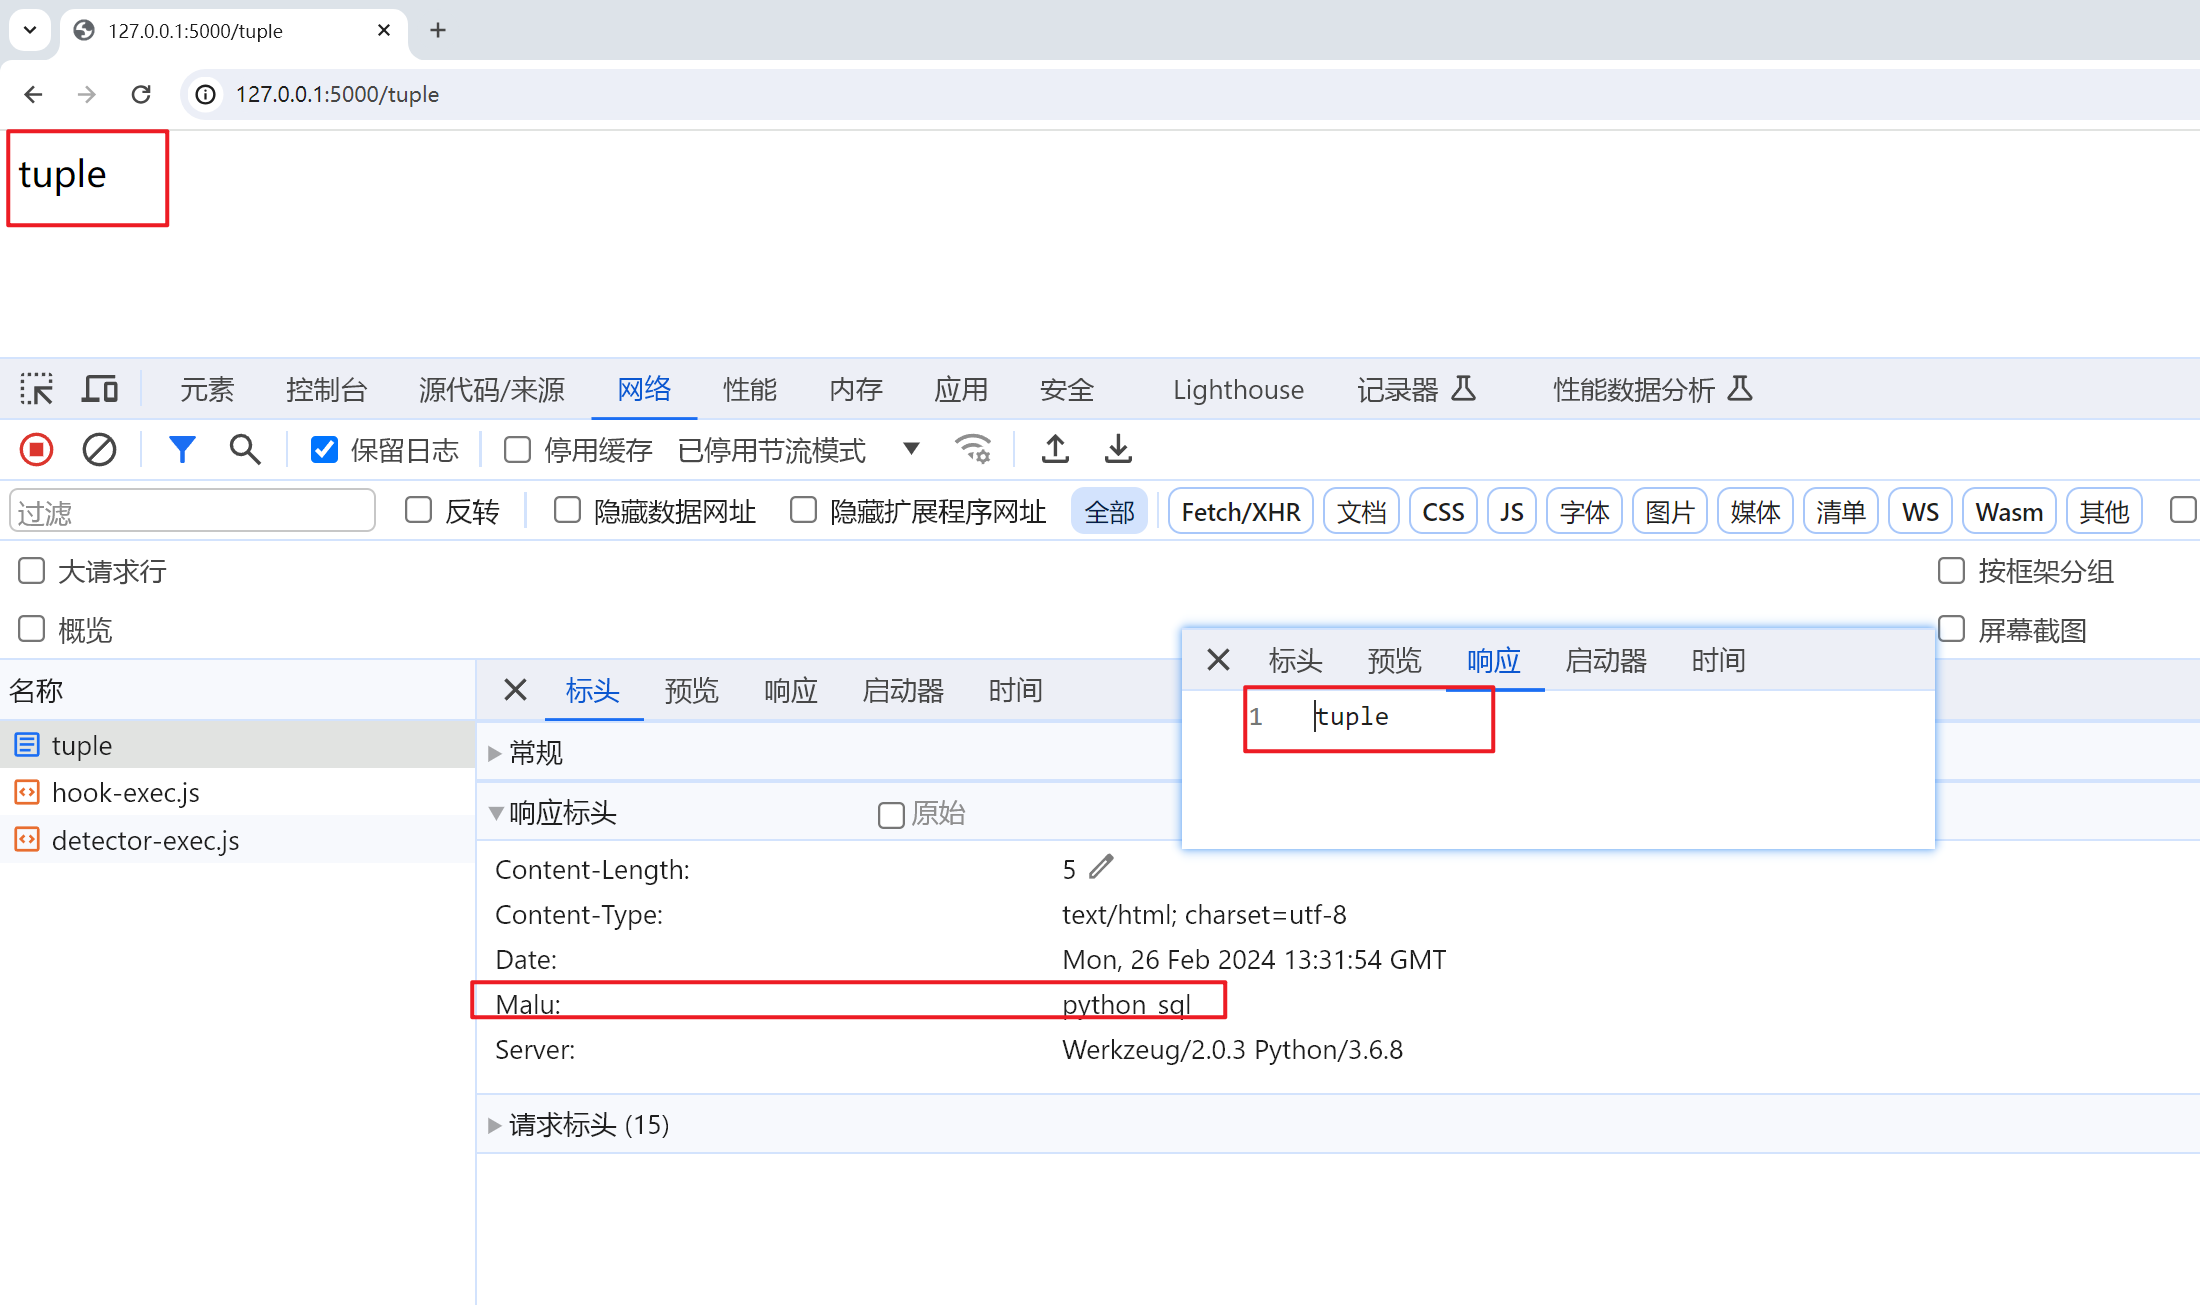 127.0.0.1:5000/tuple
127.0.0.1:5000/tuple
tuple
元素 控制台 源代码/来源 网络 性能 内存 应用 安全 Lighthouse 记录器 性能数据分析
保留日志 停用缓存 已停用节流模式
过滤 反转 隐藏数据网址 隐藏扩展程序网址 全部 Fetch/XHR 文档 CSS JS 字体 图片 媒体 清单 WS Wasm 其他
大请求行 按框架分组
概览 屏幕截图
名称
tuple
hook-exec.js
detector-exec.js
标头 预览 响应 启动器 时间
常规
响应标头 原始
Content-Length: 5
Content-Type: text/html; charset=utf-8
Date: Mon, 26 Feb 2024 13:31:54 GMT
Malu: python sql
Server: Werkzeug/2.0.3 Python/3.6.8
请求标头 (15)
标头 预览 响应 启动器 时间
1 tuple